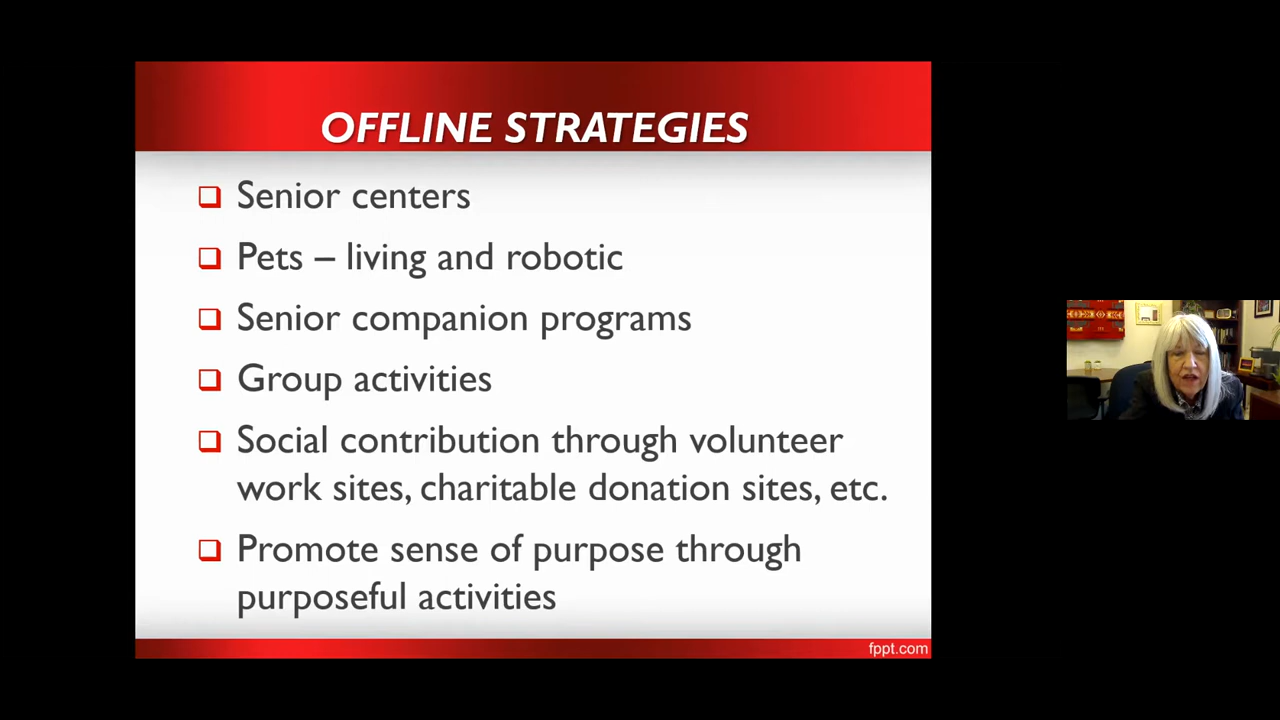 OFFLINE STRATEGIES
Senior centers
Pets – living and robotic
Senior companion programs
Group activities
Social contribution through volunteer
work sites, charitable donation sites, etc.
Promote sense of purpose through
purposeful activities
fppt.com